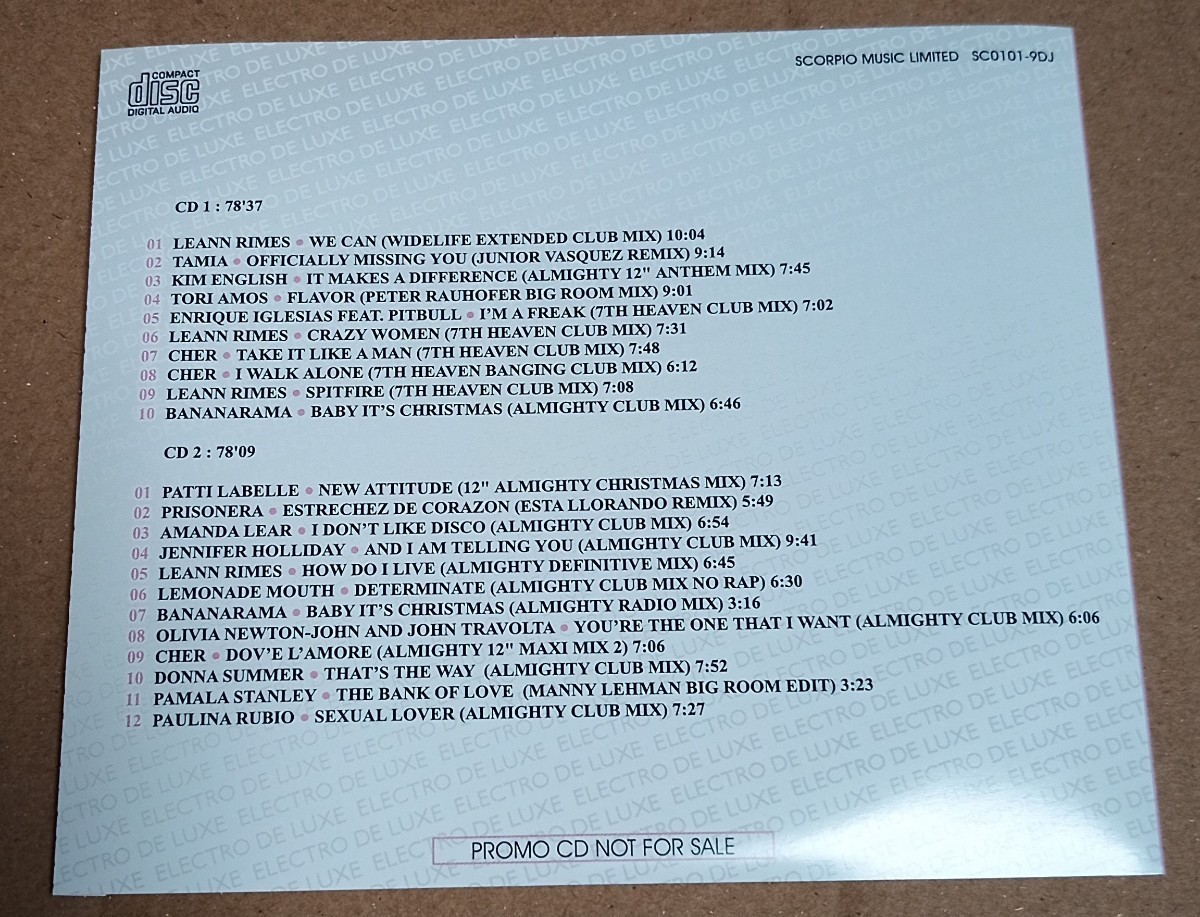 COMPACT
disc
DIGITAL AUDIO
SCORPIO MUSIC LIMITED SC0101-9DJ
CD 1 : 78'37
01 LEANN RIMES • WE CAN (WIDELIFE EXTENDED CLUB MIX) 10:04
02 TAMIA • OFFICIALLY MISSING YOU (JUNIOR VASQUEZ REMIX) 9:14
03 KIM ENGLISH • IT MAKES A DIFFERENCE (ALMIGHTY 12" ANTHEM MIX) 7:45
04 TORI AMOS • FLAVOR (PETER RAUHOFER BIG ROOM MIX) 9:01
05 ENRIQUE IGLESIAS FEAT. PITBULL • I'M A FREAK (7TH HEAVEN CLUB MIX) 7:02
06 LEANN RIMES • CRAZY WOMEN (7TH HEAVEN CLUB MIX) 7:31
07 CHER • TAKE IT LIKE A MAN (7TH HEAVEN CLUB MIX) 7:48
08 CHER • I WALK ALONE (7TH HEAVEN BANGING CLUB MIX) 6:12
09 LEANN RIMES • SPITFIRE (7TH HEAVEN CLUB MIX) 7:08
10 BANANARAMA • BABY IT'S CHRISTMAS (ALMIGHTY CLUB MIX) 6:46
CD 2 : 78'09
01 PATTI LABELLE • NEW ATTITUDE (12" ALMIGHTY CHRISTMAS MIX) 7:13
02 PRISONERA • ESTRECHEZ DE CORAZON (ESTA LLORANDO REMIX) 5:49
03 AMANDA LEAR • I DON'T LIKE DISCO (ALMIGHTY CLUB MIX) 6:54
04 JENNIFER HOLLIDAY • AND I AM TELLING YOU (ALMIGHTY CLUB MIX) 9:41
05 LEANN RIMES • HOW DO I LIVE (ALMIGHTY DEFINITIVE MIX) 6:45
06 LEMONADE MOUTH • DETERMINATE (ALMIGHTY CLUB MIX NO RAP) 6:30
07 BANANARAMA • BABY IT'S CHRISTMAS (ALMIGHTY RADIO MIX) 3:16
08 OLIVIA NEWTON-JOHN AND JOHN TRAVOLTA • YOU'RE THE ONE THAT I WANT (ALMIGHTY CLUB MIX) 6:06
09 CHER • DOV'E L'AMORE (ALMIGHTY 12" MAXI MIX 2) 7:06
10 DONNA SUMMER • THAT'S THE WAY (ALMIGHTY CLUB MIX) 7:52
11 PAMALA STANLEY • THE BANK OF LOVE (MANNY LEHMAN BIG ROOM EDIT) 3:23
12 PAULINA RUBIO • SEXUAL LOVER (ALMIGHTY CLUB MIX) 7:27
ELECTRO DE LUXE ELECTRO DE LUXE ELECTRO DE LUXE
PROMO CD NOT FOR SALE